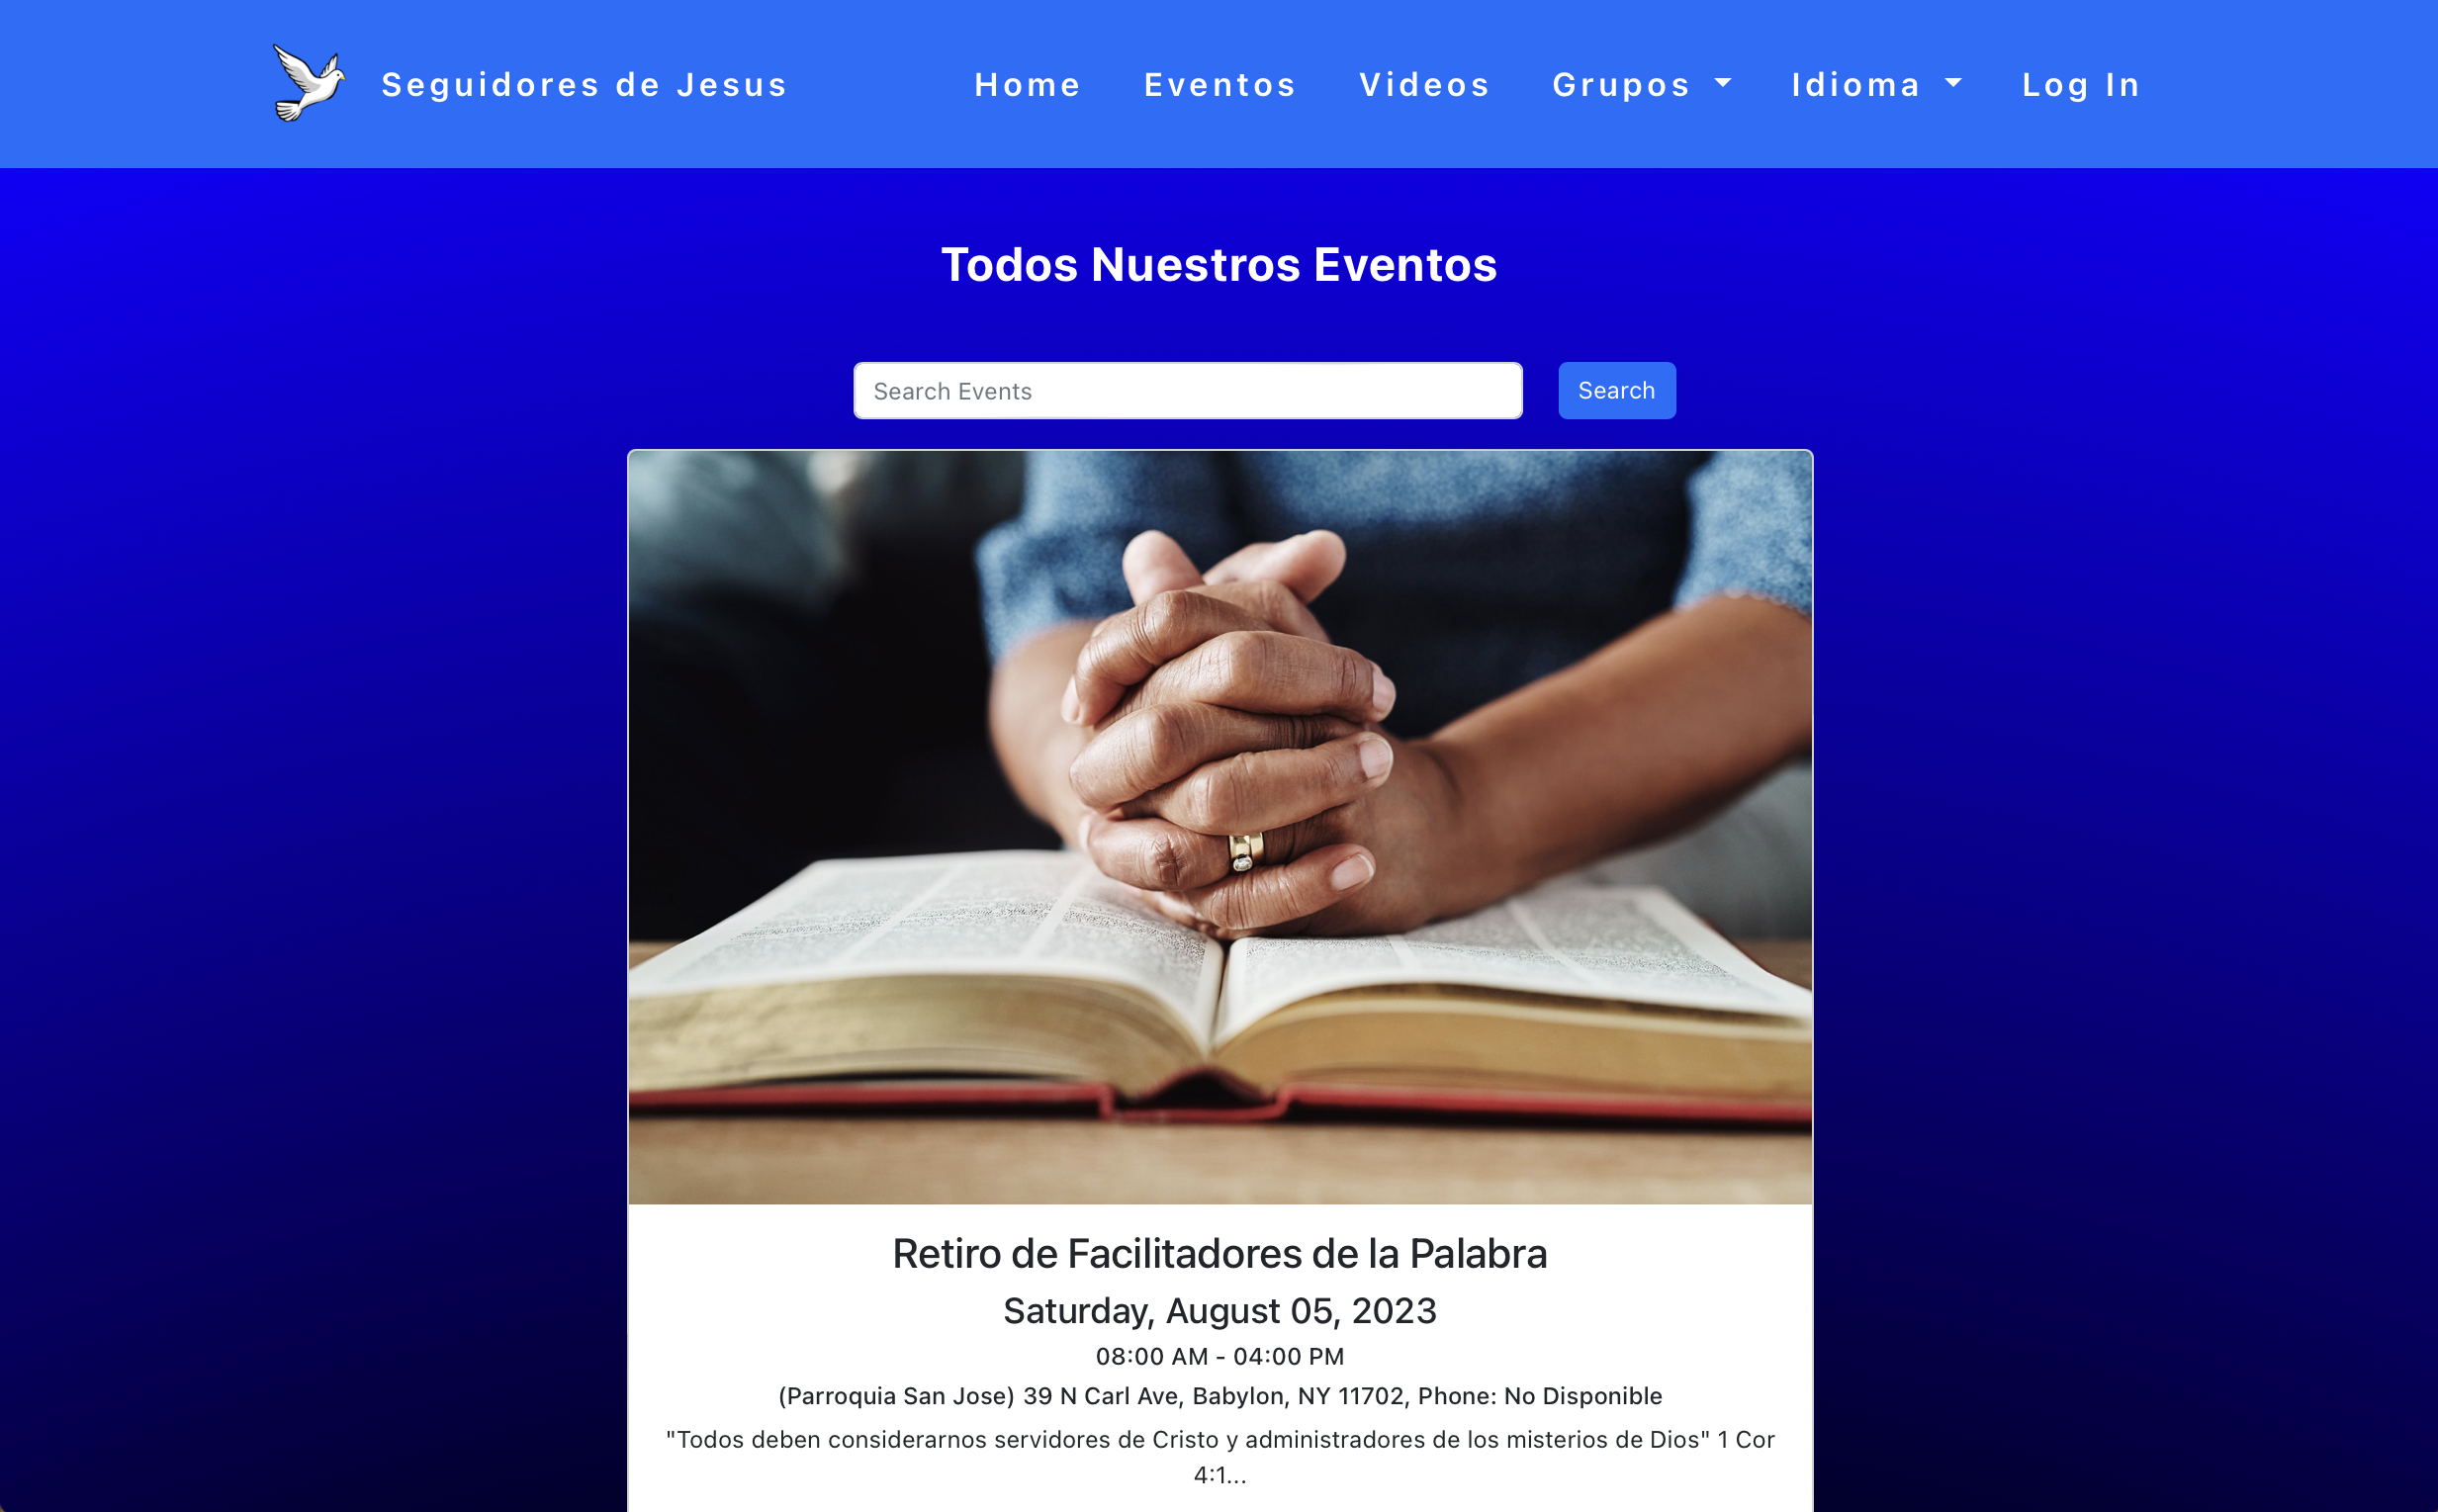 Seguidores de Jesus
Home
Eventos
Videos
Grupos
Idioma
Log In
Todos Nuestros Eventos
Search Events
Search
Retiro de Facilitadores de la Palabra
Saturday, August 05, 2023
08:00 AM - 04:00 PM
(Parroquia San Jose) 39 N Carl Ave, Babylon, NY 11702, Phone: No Disponible
"Todos deben considerarnos servidores de Cristo y administradores de los misterios de Dios" 1 Cor
4:1...